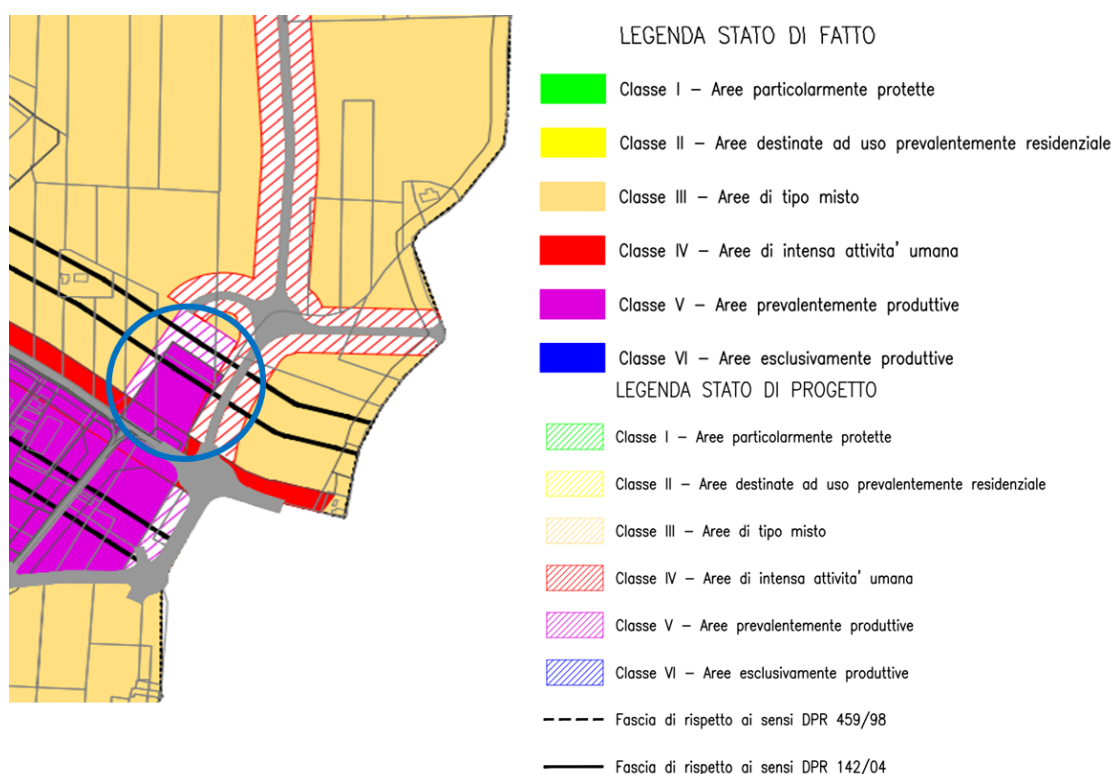 LEGENDA STATO DI FATTO
Classe I – Aree particolarmente protette
Classe II – Aree destinate ad uso prevalentemente residenziale
Classe III – Aree di tipo misto
Classe IV – Aree di intensa attivita' umana
Classe V – Aree prevalentemente produttive
Classe VI – Aree esclusivamente produttive
LEGENDA STATO DI PROGETTO
Classe I – Aree particolarmente protette
Classe II – Aree destinate ad uso prevalentemente residenziale
Classe III – Aree di tipo misto
Classe IV – Aree di intensa attivita' umana
Classe V – Aree prevalentemente produttive
Classe VI – Aree esclusivamente produttive
Fascia di rispetto ai sensi DPR 459/98
Fascia di rispetto ai sensi DPR 142/04